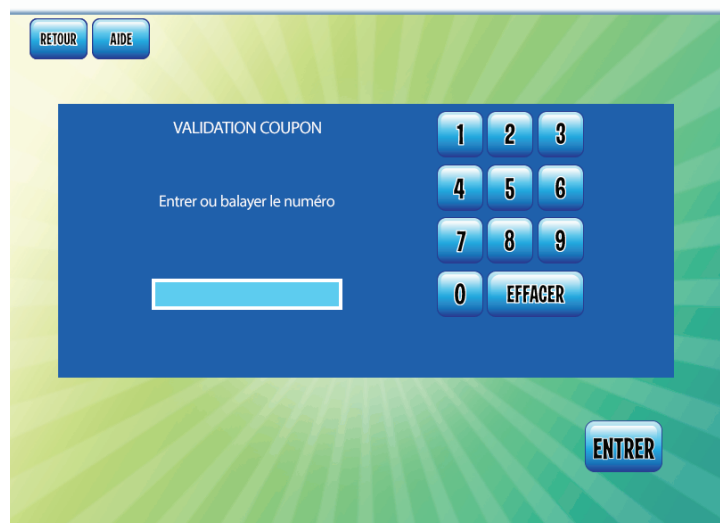 RETOUR AIDE
VALIDATION COUPON
Entrer ou balayer le numéro
1 2 3
4 5 6
7 8 9
0 EFFACER
ENTRER